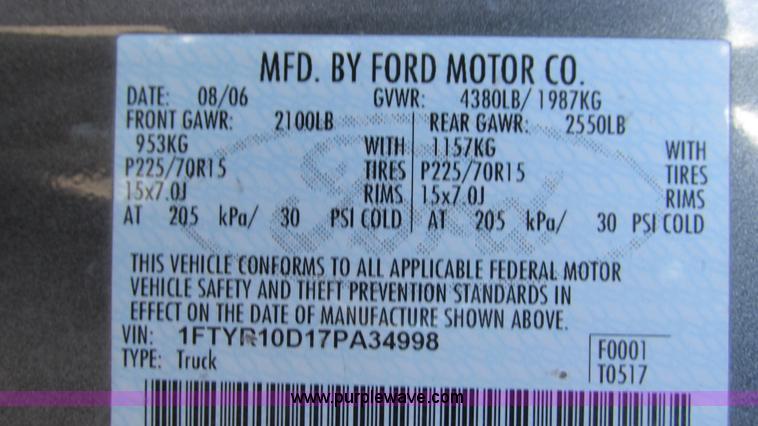 MFD. BY FORD MOTOR CO.
DATE: 08/06 GVWR: 4380LB/ 1987KG
FRONT GAWR: 2100LB REAR GAWR: 2550LB
953KG WITH 1157KG WITH
P225/70R15 TIRES P225/70R15 TIRES
15x7.0J RIMS 15x7.0J RIMS
AT 205 kPa/ 30 PSI COLD AT 205 kPa/ 30 PSI COLD
THIS VEHICLE CONFORMS TO ALL APPLICABLE FEDERAL MOTOR
VEHICLE SAFETY AND THEFT PREVENTION STANDARDS IN
EFFECT ON THE DATE OF MANUFACTURE SHOWN ABOVE.
VIN: 1FTYR10D17PA34998
TYPE: Truck
F0001
T0517
www.purplewave.com